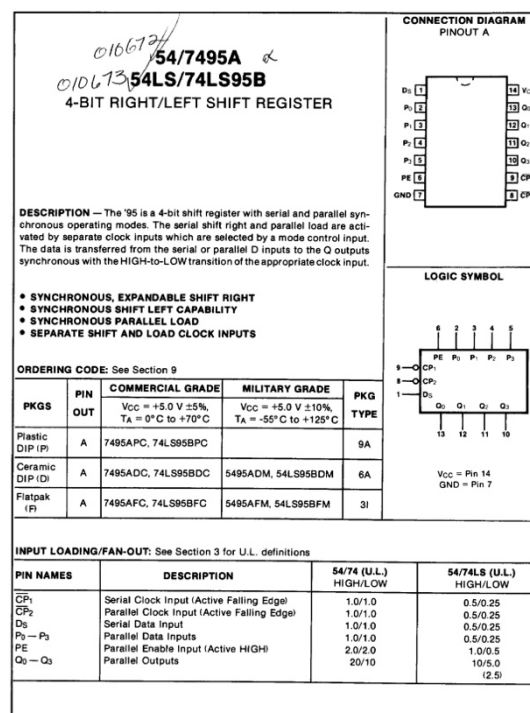 010672
54/7495A
010673
54LS/74LS95B
4-BIT RIGHT/LEFT SHIFT REGISTER
DESCRIPTION — The '95 is a 4-bit shift register with serial and parallel syn-
chronous operating modes. The serial shift right and parallel load are acti-
vated by separate clock inputs which are selected by a mode control input.
The data is transferred from the serial or parallel D inputs to the Q outputs
synchronous with the HIGH-to-LOW transition of the appropriate clock input.
• SYNCHRONOUS, EXPANDABLE SHIFT RIGHT
• SYNCHRONOUS SHIFT LEFT CAPABILITY
• SYNCHRONOUS PARALLEL LOAD
• SEPARATE SHIFT AND LOAD CLOCK INPUTS
ORDERING CODE: See Section 9
PKGS PIN OUT COMMERCIAL GRADE MILITARY GRADE PKG TYPE
VCC = +5.0 V ±5%, VCC = +5.0 V ±10%,
TA = 0°C to +70°C TA = -55°C to +125°C
Plastic DIP (P) A 7495APC, 74LS95BPC 9A
Ceramic DIP (D) A 7495ADC, 74LS95BDC 5495ADM, 54LS95BDM 6A
Flatpak (F) A 7495AFC, 74LS95BFC 5495AFM, 54LS95BFM 3I
INPUT LOADING/FAN-OUT: See Section 3 for U.L. definitions
PIN NAMES DESCRIPTION 54/74 (U.L.) HIGH/LOW 54/74LS (U.L.) HIGH/LOW
CP1 Serial Clock Input (Active Falling Edge) 1.0/1.0 0.5/0.25
CP2 Parallel Clock Input (Active Falling Edge) 1.0/1.0 0.5/0.25
DS Serial Data Input 1.0/1.0 0.5/0.25
P0 — P3 Parallel Data Inputs 1.0/1.0 0.5/0.25
PE Parallel Enable Input (Active HIGH) 2.0/2.0 1.0/0.5
Q0 — Q3 Parallel Outputs 20/10 10/5.0
(2.5)
CONNECTION DIAGRAM
PINOUT A
DS 1 14
P0 2 13 Q0
P1 3 12 Q1
P2 4 11 Q2
P3 5 10 Q3
PE 6 9
GND 7 8
LOGIC SYMBOL
6 2 3 4 5
PE P0 P1 P2 P3
9 CP1
8 CP2
1 DS
Q0 Q1 Q2 Q3
13 12 11 10
VCC = Pin 14
GND = Pin 7